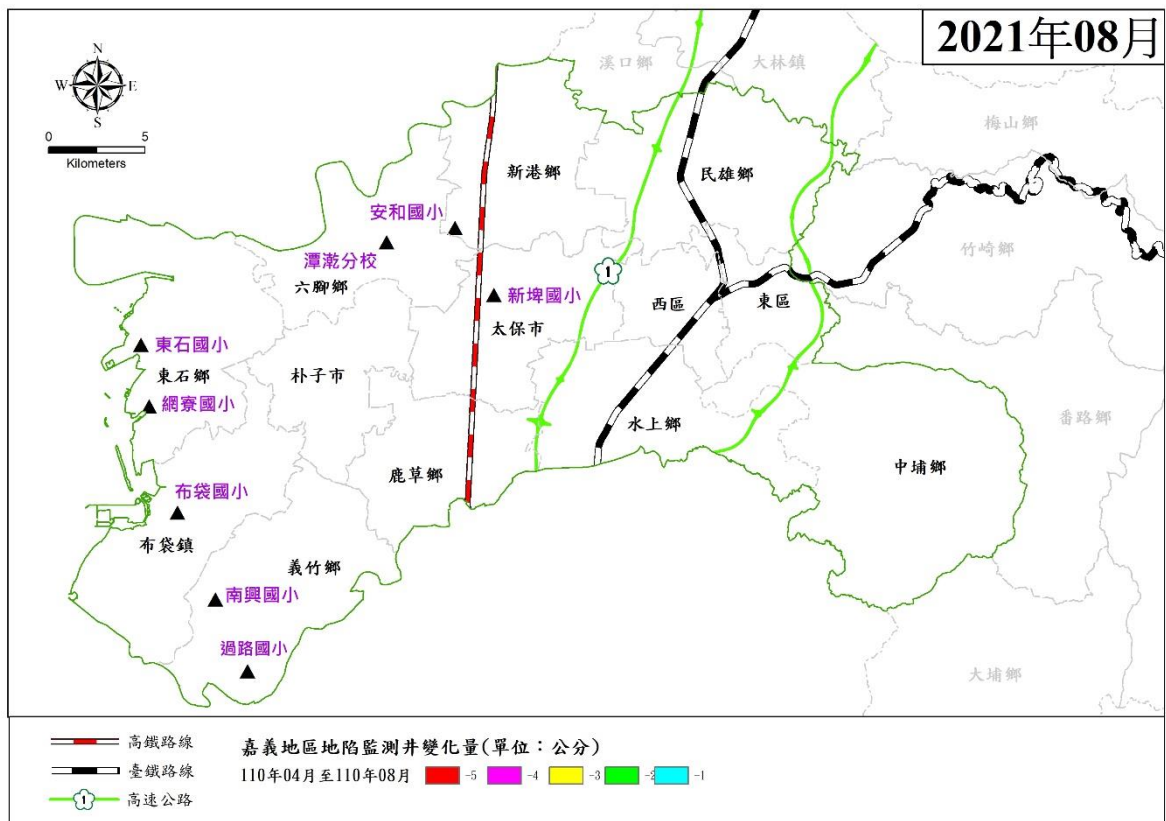 2021年08月
N
W
E
S
0 5
Kilometers
溪口鄉
大林鎮
梅山鄉
新港鄉
民雄鄉
安和國小
潭墘分校
六腳鄉
竹崎鄉
1
新埤國小
太保市
西區
東區
東石國小
東石鄉
朴子市
網寮國小
水上鄉
番路鄉
中埔鄉
鹿草鄉
布袋國小
布袋鎮
義竹鄉
南興國小
過路國小
大埔鄉
高鐵路線
臺鐵路線
1 高速公路
嘉義地區地陷監測井變化量(單位：公分)
110年04月至110年08月 -5 -4 -3 -2 -1